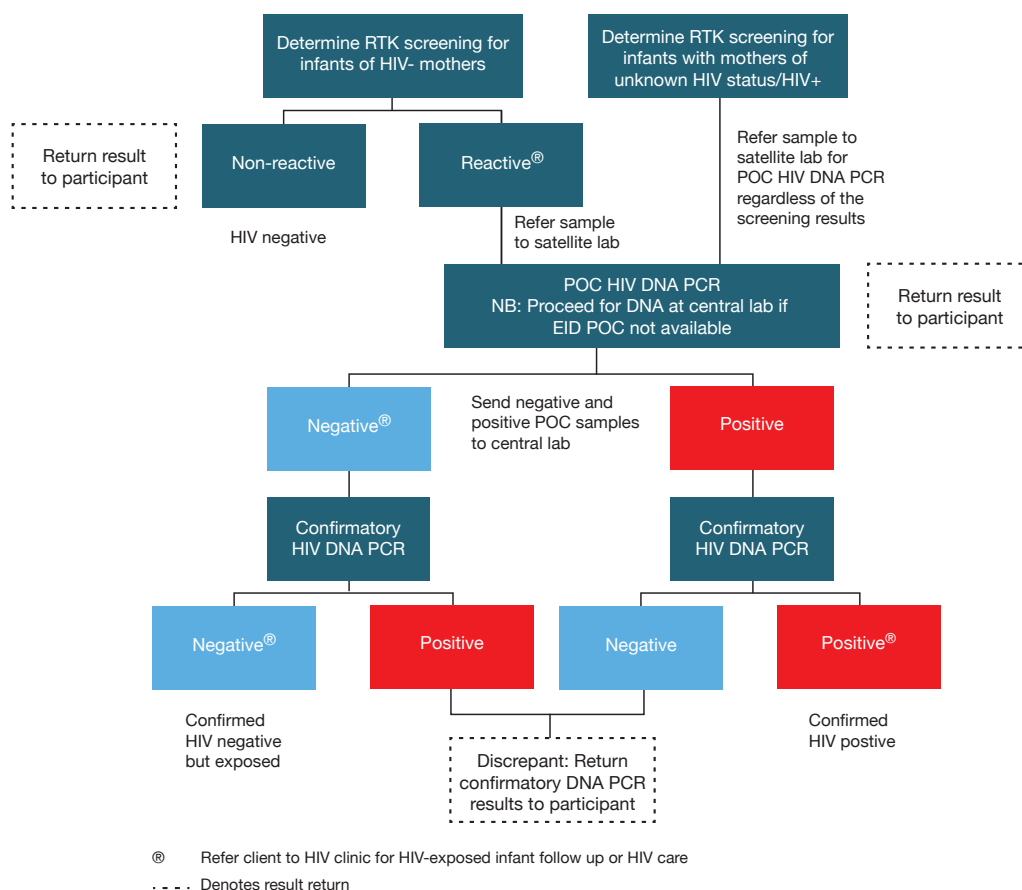 Determine RTK screening for
infants of HIV- mothers
Determine RTK screening for
infants with mothers of
unknown HIV status/HIV+
Return result
to participant
Non-reactive
Reactive®
Refer sample to
satellite lab for
POC HIV DNA PCR
regardless of the
screening results
HIV negative
Refer sample
to satellite lab
POC HIV DNA PCR
NB: Proceed for DNA at central lab if
EID POC not available
Return result
to participant
Negative®
Send negative and
positive POC samples
to central lab
Positive
Confirmatory
HIV DNA PCR
Confirmatory
HIV DNA PCR
Negative®
Positive
Negative
Positive®
Confirmed
HIV negative
but exposed
Discrepant: Return
confirmatory DNA PCR
results to participant
Confirmed
HIV postive
® Refer client to HIV clinic for HIV-exposed infant follow up or HIV care
Denotes result return